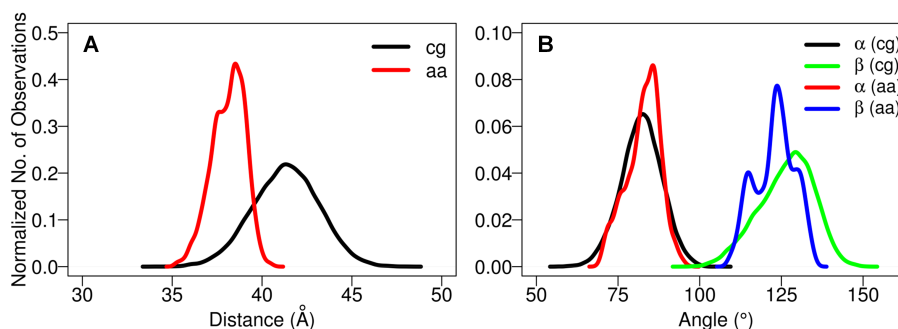 A
B
cg
aa
α (cg)
β (cg)
α (aa)
β (aa)
Normalized No. of Observations
0.5
0.4
0.3
0.2
0.1
0.0
0.10
0.08
0.06
0.04
0.02
0.00
30 35 40 45 50
50 75 100 125 150
Distance (Å)
Angle (°)